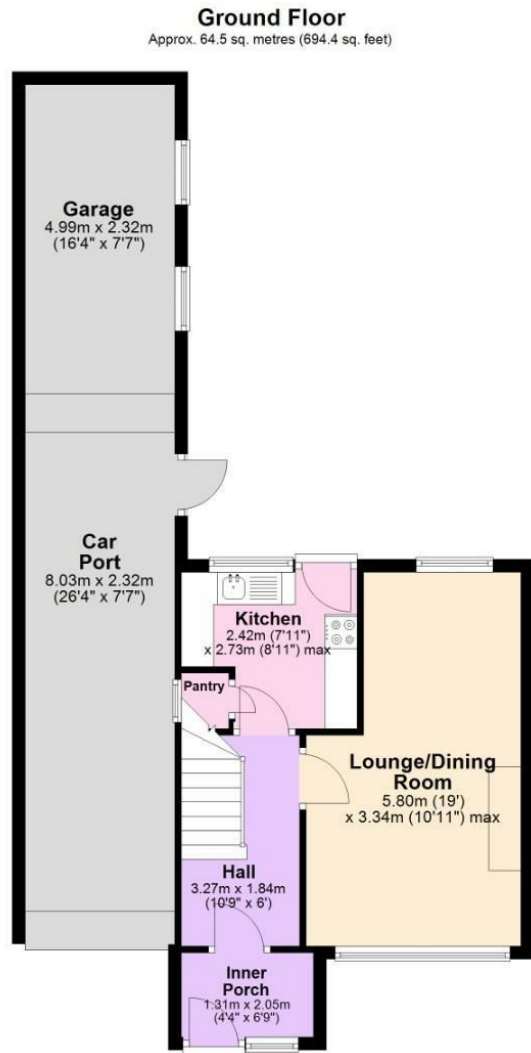 Ground Floor
Approx. 64.5 sq. metres (694.4 sq. feet)
Garage
4.99m x 2.32m
(16'4" x 7'7")
Car
Port
8.03m x 2.32m
(26'4" x 7'7")
Kitchen
2.42m (7'11")
x 2.73m (8'11") max
Pantry
Lounge/Dining
Room
5.80m (19')
x 3.34m (10'11") max
Hall
3.27m x 1.84m
(10'9" x 6')
Inner
Porch
1.31m x 2.05m
(4'4" x 6'9")